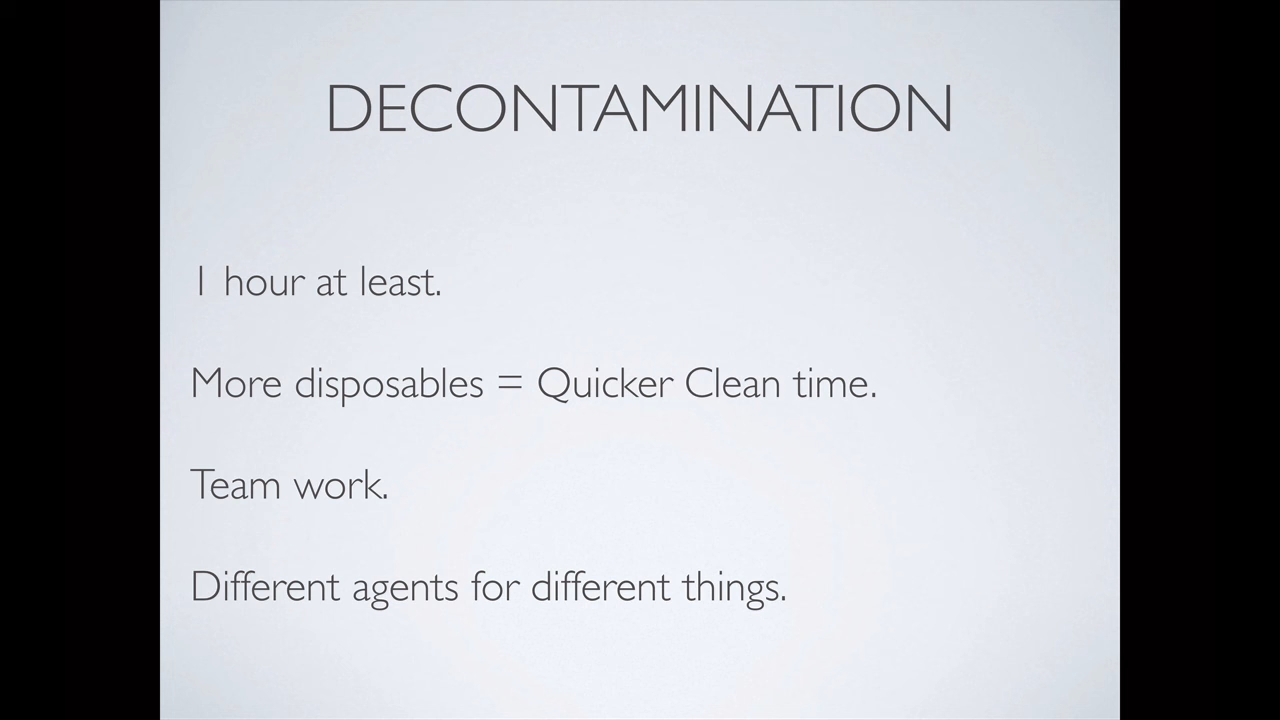 DECONTAMINATION
1 hour at least.
More disposables = Quicker Clean time.
Team work.
Different agents for different things.